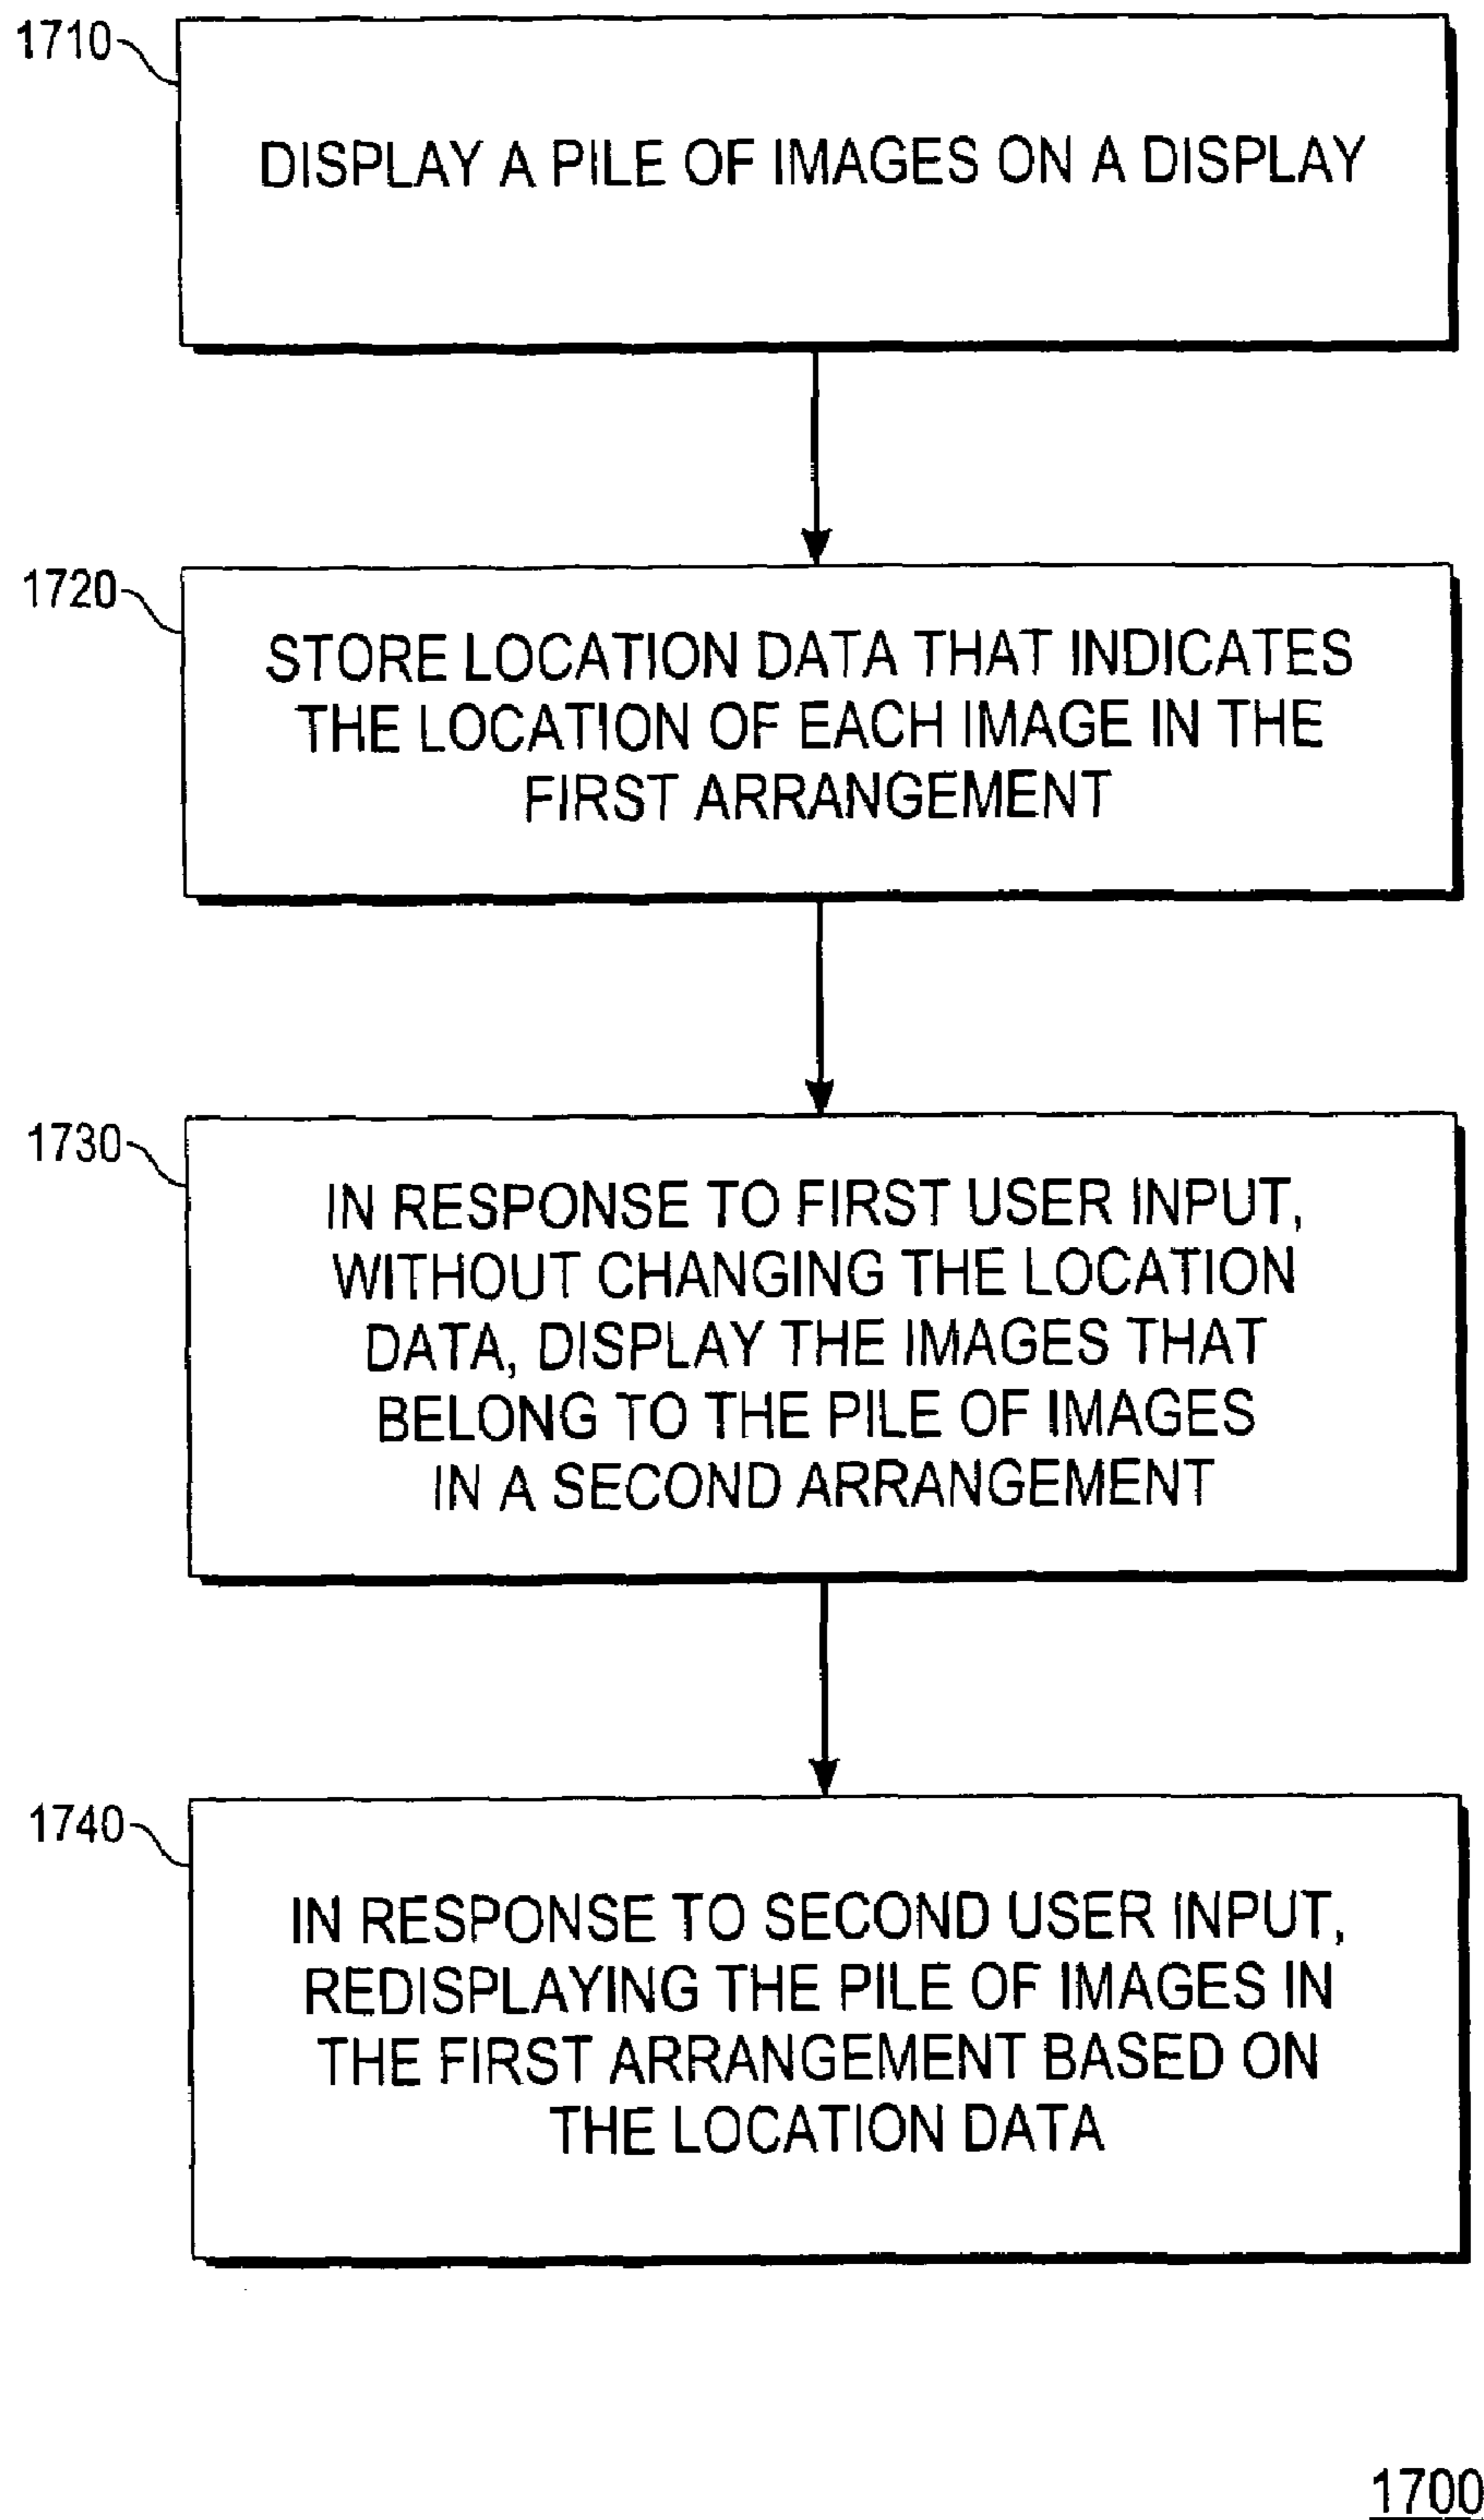 1710
DISPLAY A PILE OF IMAGES ON A DISPLAY
1720
STORE LOCATION DATA THAT INDICATES
THE LOCATION OF EACH IMAGE IN THE
FIRST ARRANGEMENT
1730
IN RESPONSE TO FIRST USER INPUT,
WITHOUT CHANGING THE LOCATION
DATA, DISPLAY THE IMAGES THAT
BELONG TO THE PILE OF IMAGES
IN A SECOND ARRANGEMENT
1740
IN RESPONSE TO SECOND USER INPUT,
REDISPLAYING THE PILE OF IMAGES IN
THE FIRST ARRANGEMENT BASED ON
THE LOCATION DATA
1700